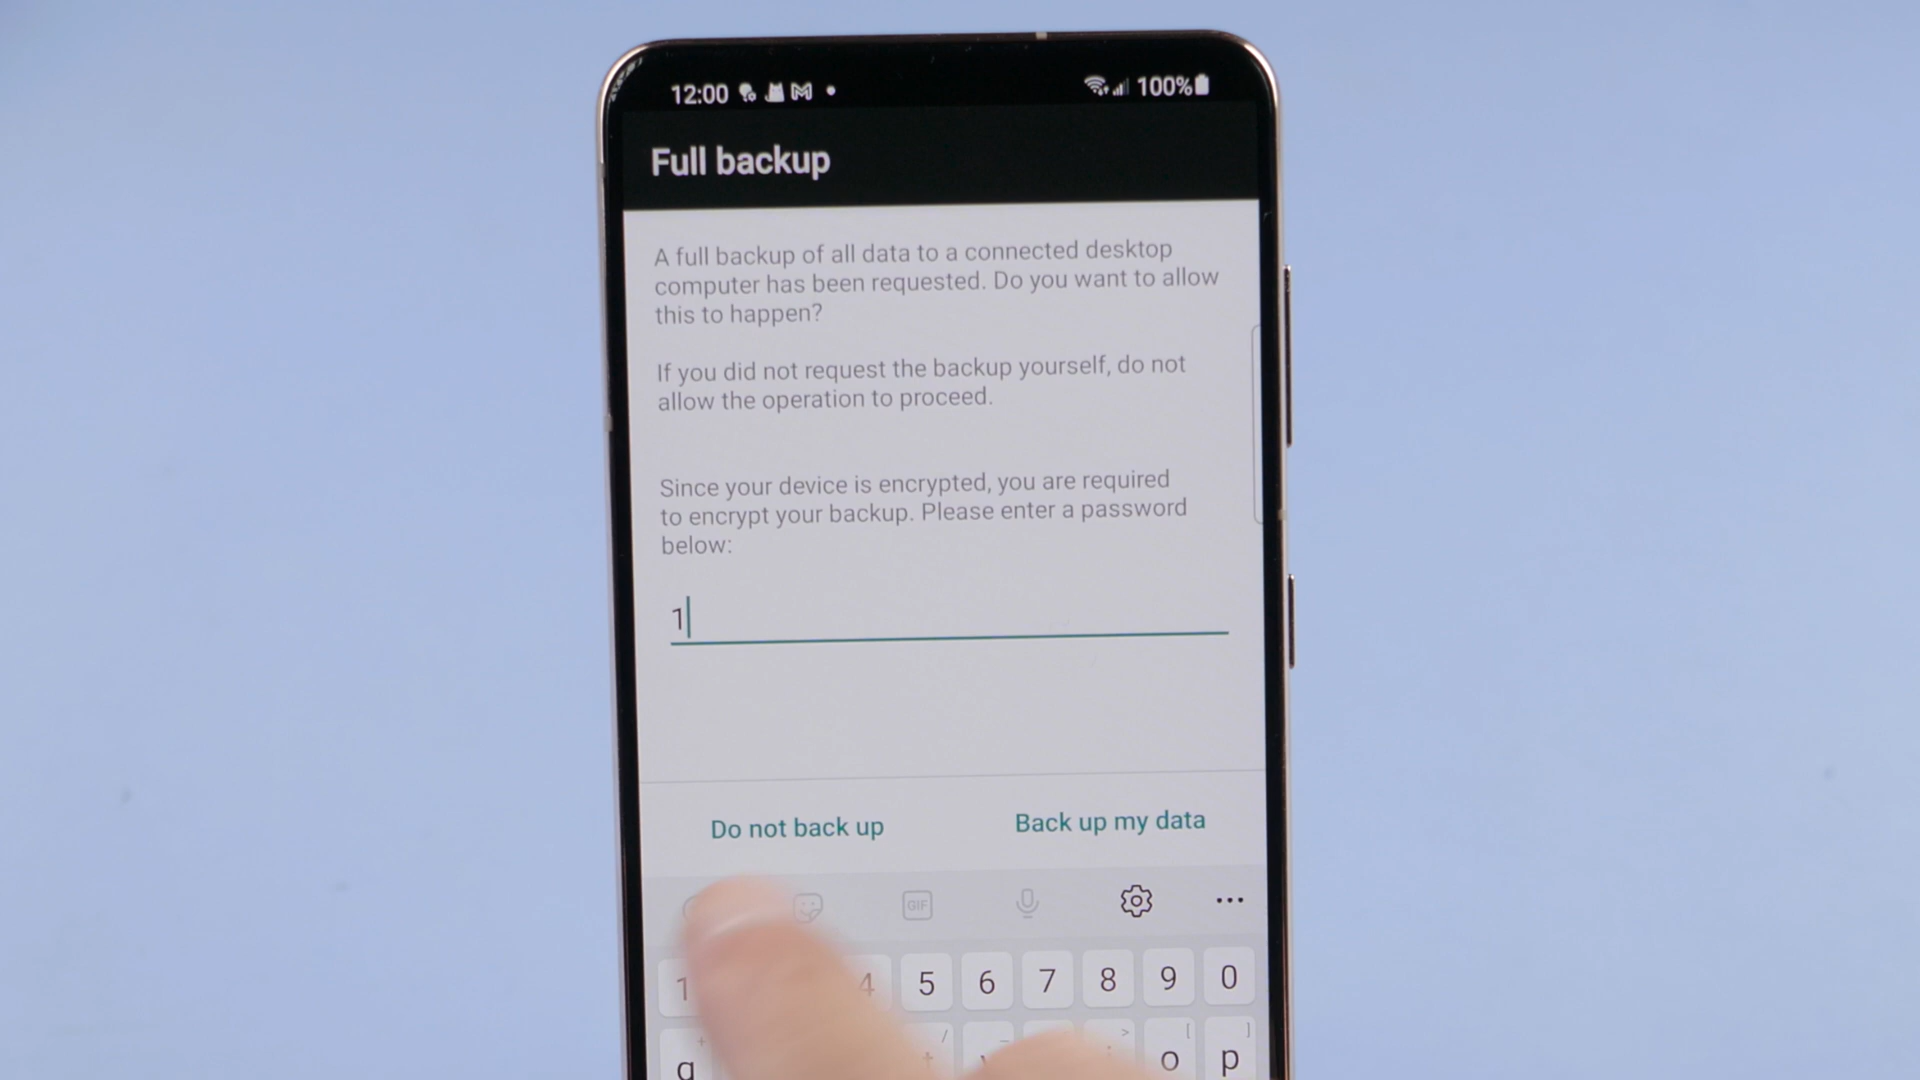 12:00 100%
Full backup
A full backup of all data to a connected desktop
computer has been requested. Do you want to allow
this to happen?
If you did not request the backup yourself, do not
allow the operation to proceed.
Since your device is encrypted, you are required
to encrypt your backup. Please enter a password
below:
1
Do not back up Back up my data
GIF
1 4 5 6 7 8 9 0
q o p